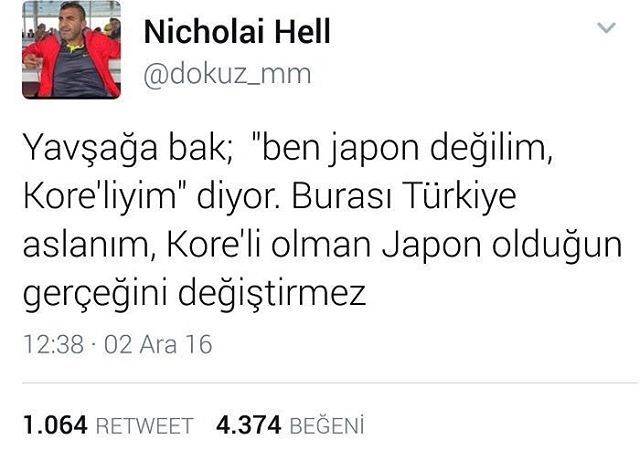 Nicholai Hell
@dokuz_mm
Yavşağa bak; "ben japon değilim,
Kore'liyim" diyor. Burası Türkiye
aslanım, Kore'li olman Japon olduğun
gerçeğini değiştirmez
12:38 · 02 Ara 16
1.064 RETWEET 4.374 BEĞENİ